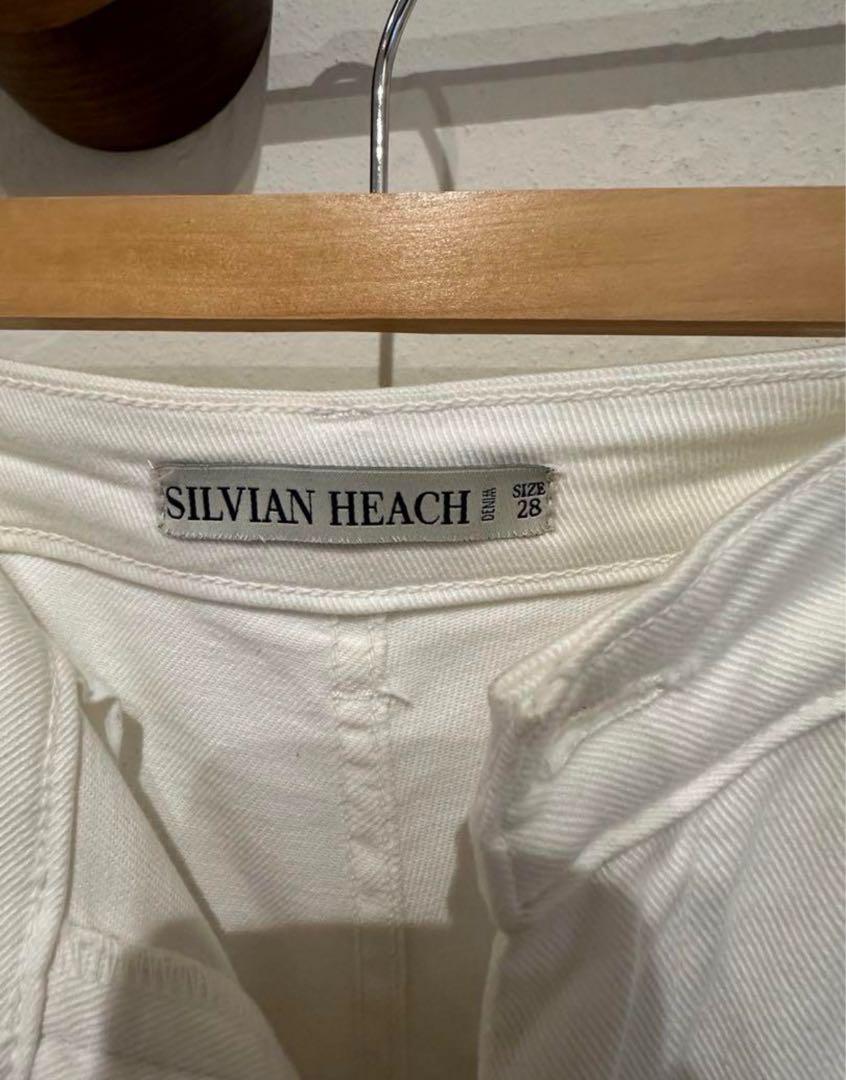 SILVIAN HEACH
DENIM
SIZE
28